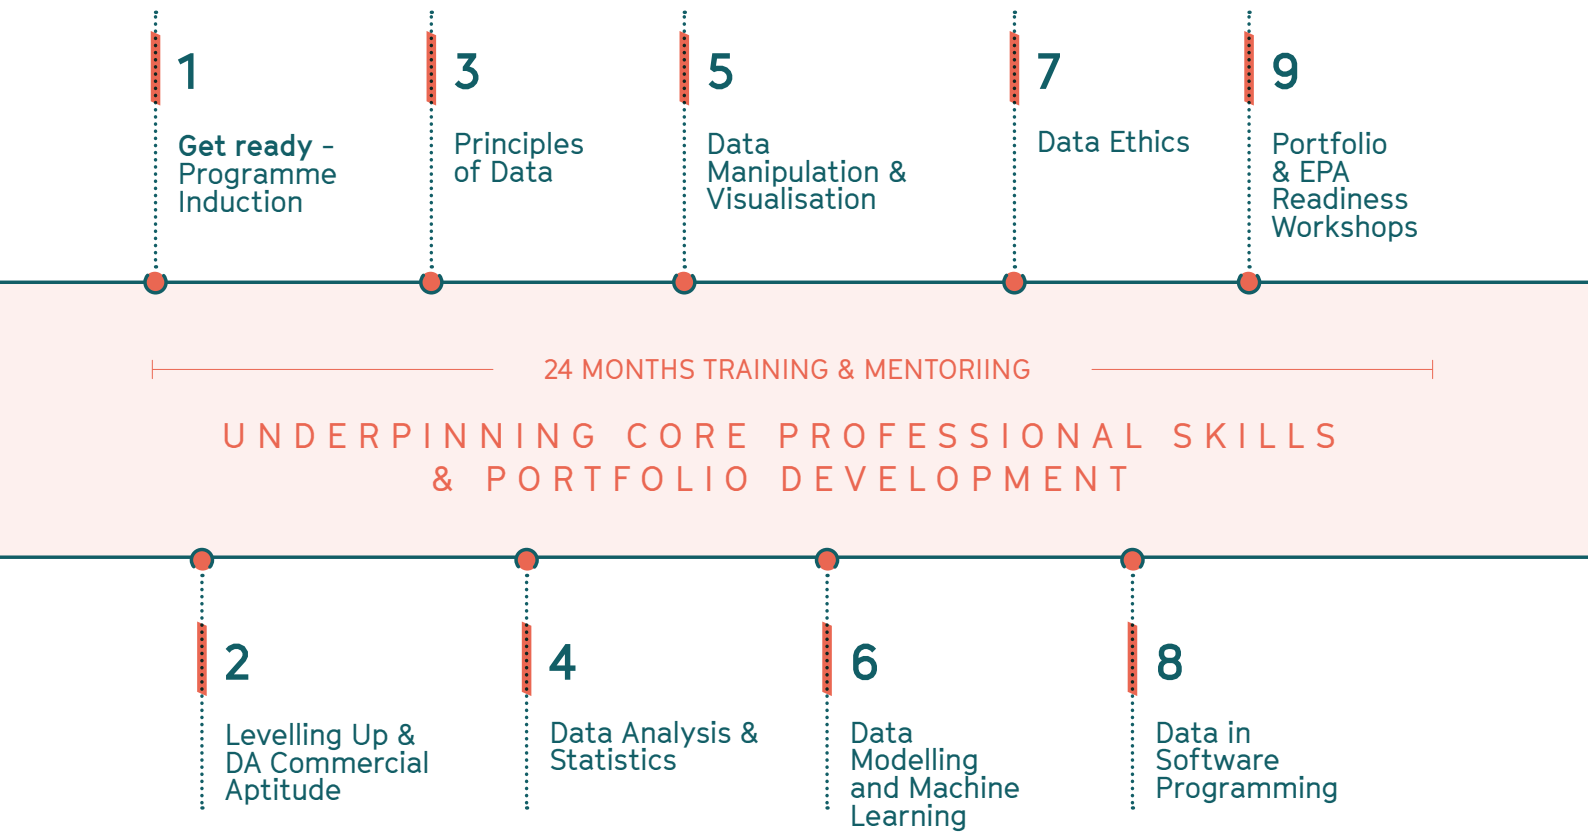 1
Get ready -
Programme
Induction
3
Principles
of Data
5
Data
Manipulation &
Visualisation
7
Data Ethics
9
Portfolio
& EPA
Readiness
Workshops
24 MONTHS TRAINING & MENTORIING
UNDERPINNING CORE PROFESSIONAL SKILLS
& PORTFOLIO DEVELOPMENT
2
Levelling Up &
DA Commercial
Aptitude
4
Data Analysis &
Statistics
6
Data
Modelling
and Machine
Learning
8
Data in
Software
Programming